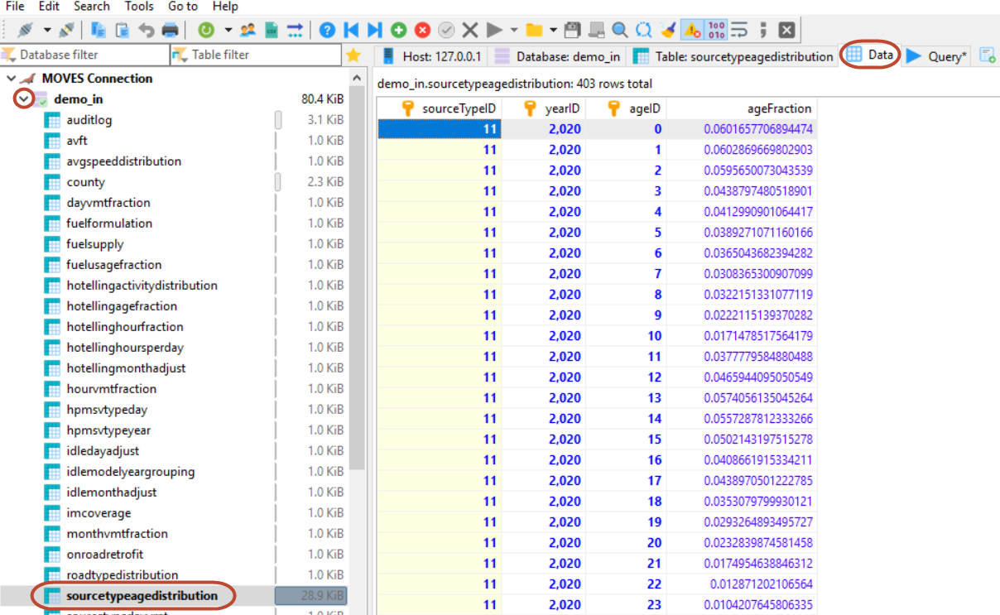 File Edit Search Tools Go to Help
Database filter Table filter
Host: 127.0.0.1 Database: demo_in Table: sourcetypeagedistribution Data Query*
MOVES Connection
demo_in 80.4 KiB
auditlog 3.1 KiB
avft 1.0 KiB
avgspeeddistribution 1.0 KiB
county 2.3 KiB
dayvmtfraction 1.0 KiB
fuelformulation 1.0 KiB
fuelsupply 1.0 KiB
fuelusagefraction 1.0 KiB
hotellingactivitydistribution 1.0 KiB
hotellingagefraction 1.0 KiB
hotellinghourfraction 1.0 KiB
hotellinghoursperday 1.0 KiB
hotellingmonthadjust 1.0 KiB
hourvmtfraction 1.0 KiB
hpmsvtypeday 1.0 KiB
hpmsvtypeyear 1.0 KiB
idledayadjust 1.0 KiB
idlemodelyeargrouping 1.0 KiB
idlemonthadjust 1.0 KiB
imcoverage 1.0 KiB
monthvmtfraction 1.0 KiB
onroadretrofit 1.0 KiB
roadtypedistribution 1.0 KiB
sourcetypeagedistribution 28.9 KiB
demo_in.sourcetypeagedistribution: 403 rows total
sourceTypeID yearID ageID ageFraction
11 2,020 0 0.0601657706894474
11 2,020 1 0.0602869669802903
11 2,020 2 0.0595650073043539
11 2,020 3 0.0438797480518901
11 2,020 4 0.0412990901064417
11 2,020 5 0.0389271071160166
11 2,020 6 0.0365043682394282
11 2,020 7 0.0308365300907099
11 2,020 8 0.0322151331077119
11 2,020 9 0.0222115139370282
11 2,020 10 0.0171478517564179
11 2,020 11 0.0377779584880488
11 2,020 12 0.0465944095050549
11 2,020 13 0.0574056135045264
11 2,020 14 0.0557287812333266
11 2,020 15 0.0502143197515278
11 2,020 16 0.0408661915334211
11 2,020 17 0.0438970501222785
11 2,020 18 0.0353079799930121
11 2,020 19 0.0293264893495727
11 2,020 20 0.0232839874581458
11 2,020 21 0.0174954638846312
11 2,020 22 0.012871202106564
11 2,020 23 0.0104207645806335